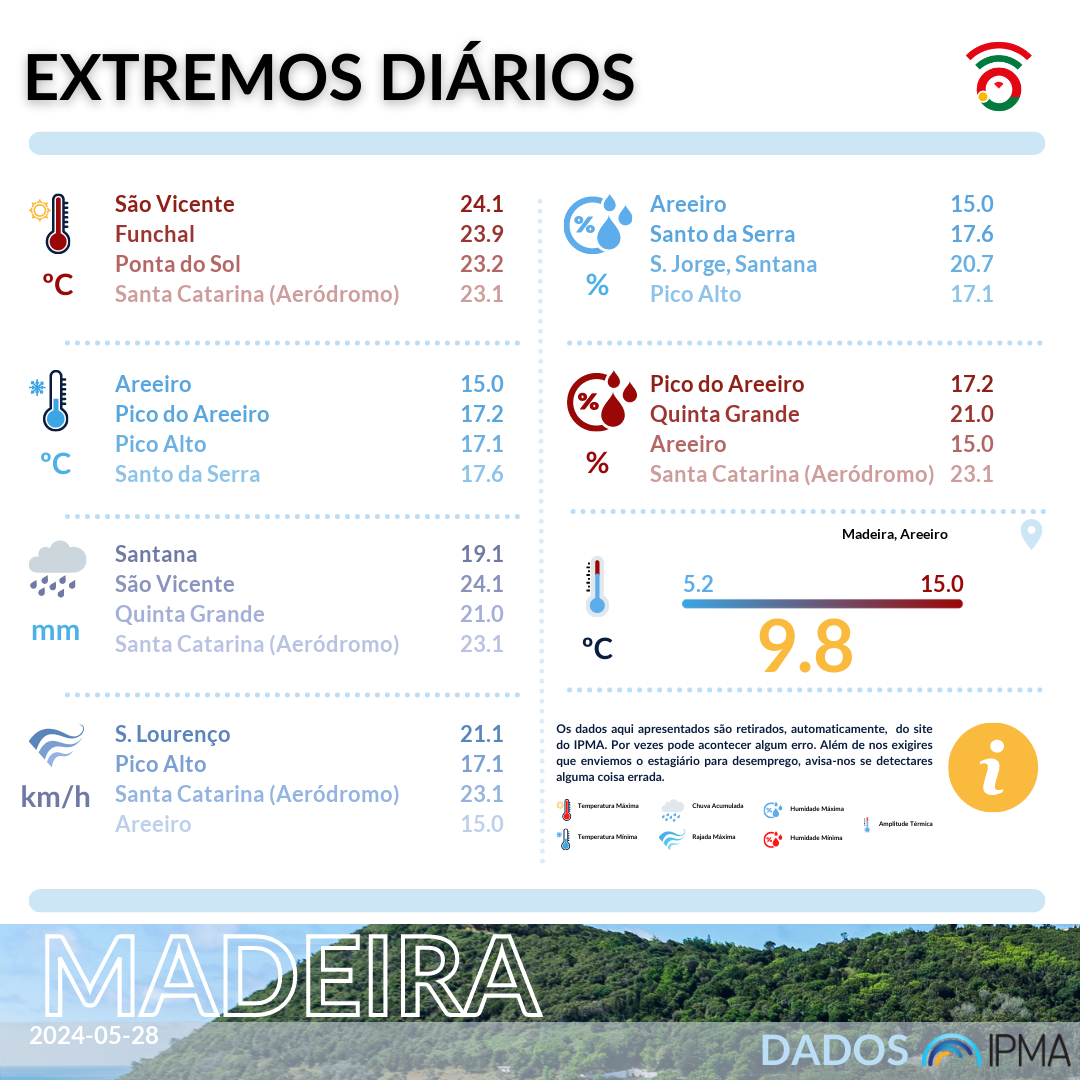 EXTREMOS DIÁRIOS
São Vicente 24.1
Funchal 23.9
Ponta do Sol 23.2
Santa Catarina (Aeródromo) 23.1
ºC
Areeiro 15.0
Pico do Areeiro 17.2
Pico Alto 17.1
Santo da Serra 17.6
ºC
Santana 19.1
São Vicente 24.1
Quinta Grande 21.0
Santa Catarina (Aeródromo) 23.1
mm
S. Lourenço 21.1
Pico Alto 17.1
Santa Catarina (Aeródromo) 23.1
Areeiro 15.0
km/h
%
Areeiro 15.0
Santo da Serra 17.6
S. Jorge, Santana 20.7
Pico Alto 17.1
%
%
Pico do Areeiro 17.2
Quinta Grande 21.0
Areeiro 15.0
Santa Catarina (Aeródromo) 23.1
%
Madeira, Areeiro
5.2 15.0
9.8
ºC
Os dados aqui apresentados são retirados, automaticamente, do site
do IPMA. Por vezes pode acontecer algum erro. Além de nos exigires
que enviemos o estagiário para desemprego, avisa-nos se detectares
alguma coisa errada.
i
Temperatura Máxima
Chuva Acumulada
Humidade Máxima
Amplitude Térmica
Temperatura Mínima
Rajada Máxima
Humidade Mínima
MADEIRA
2024-05-28
DADOS IPMA